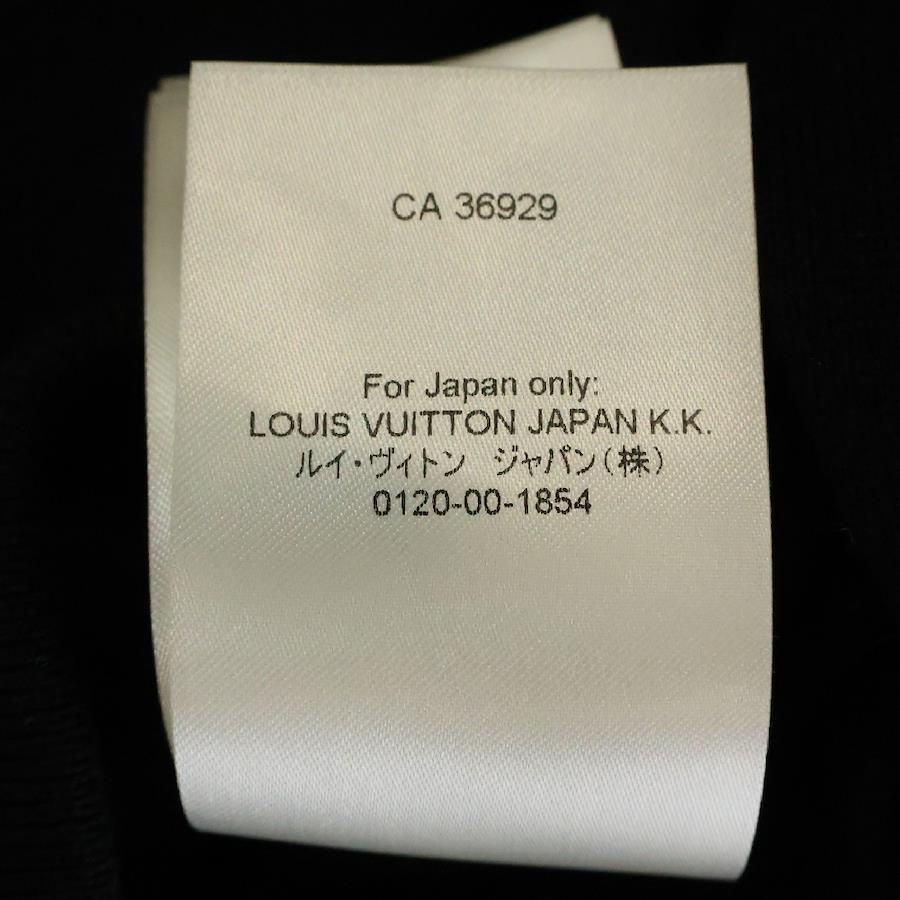 CA 36929
For Japan only:
LOUIS VUITTON JAPAN K.K.
ルイ・ヴィトン ジャパン(株)
0120-00-1854